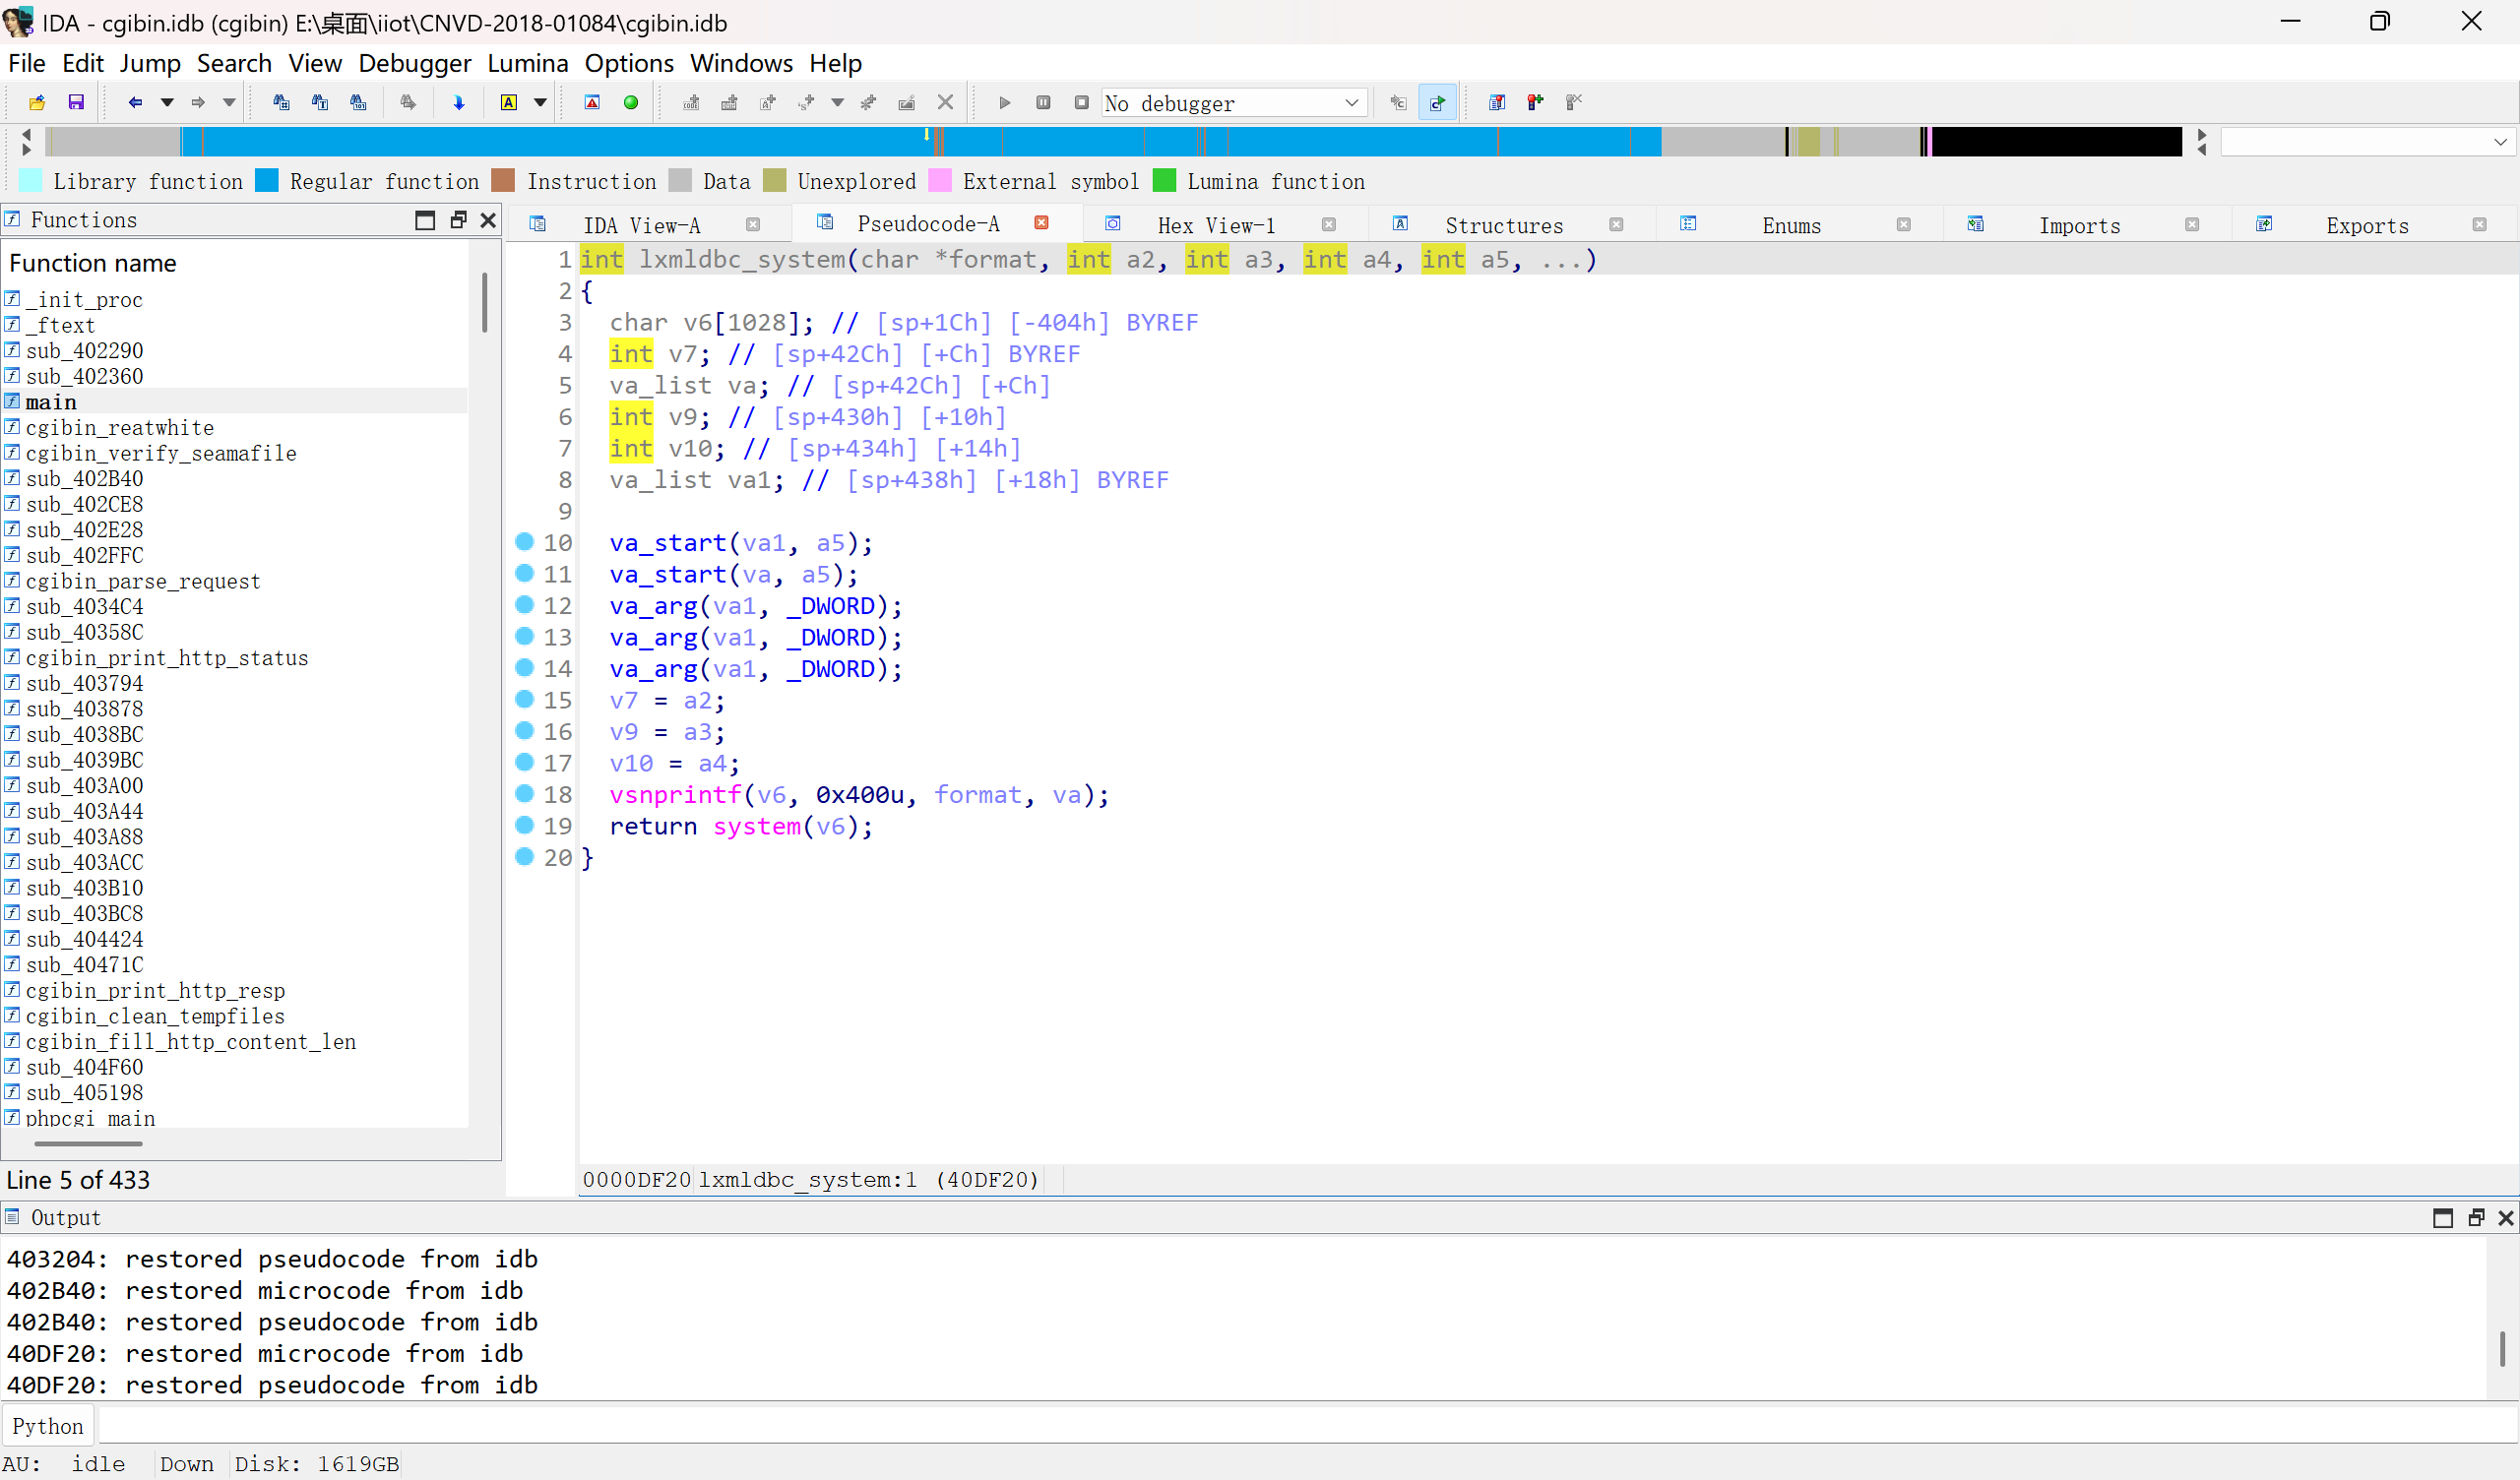 IDA - cgibin.idb (cgibin) E:\桌面\iiot\CNVD-2018-01084\cgibin.idb
File Edit Jump Search View Debugger Lumina Options Windows Help
No debugger
Library function Regular function Instruction Data Unexplored External symbol Lumina function
Functions
Function name
_init_proc
_ftext
sub_402290
sub_402360
main
cgibin_reatwhite
cgibin_verify_seamafile
sub_402B40
sub_402CE8
sub_402E28
sub_402FFC
cgibin_parse_request
sub_4034C4
sub_40358C
cgibin_print_http_status
sub_403794
sub_403878
sub_4038BC
sub_4039BC
sub_403A00
sub_403A44
sub_403A88
sub_403ACC
sub_403B10
sub_403BC8
sub_404424
sub_40471C
cgibin_print_http_resp
cgibin_clean_tempfiles
cgibin_fill_http_content_len
sub_404F60
sub_405198
phpcgi_main
Line 5 of 433
IDA View-A Pseudocode-A Hex View-1 Structures Enums Imports Exports
1 int lxmldbc_system(char *format, int a2, int a3, int a4, int a5, ...)
2 {
3 char v6[1028]; // [sp+1Ch] [-404h] BYREF
4 int v7; // [sp+42Ch] [+Ch] BYREF
5 va_list va; // [sp+42Ch] [+Ch]
6 int v9; // [sp+430h] [+10h]
7 int v10; // [sp+434h] [+14h]
8 va_list va1; // [sp+438h] [+18h] BYREF
9
10 va_start(va1, a5);
11 va_start(va, a5);
12 va_arg(va1, _DWORD);
13 va_arg(va1, _DWORD);
14 va_arg(va1, _DWORD);
15 v7 = a2;
16 v9 = a3;
17 v10 = a4;
18 vsnprintf(v6, 0x400u, format, va);
19 return system(v6);
20 }
0000DF20 lxmldbc_system:1 (40DF20)
Output
403204: restored pseudocode from idb
402B40: restored microcode from idb
402B40: restored pseudocode from idb
40DF20: restored microcode from idb
40DF20: restored pseudocode from idb
Python
AU: idle Down Disk: 1619GB